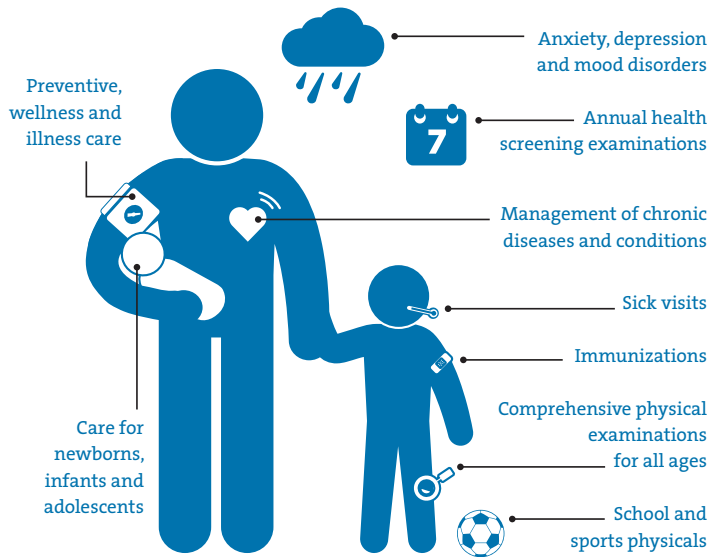 Preventive,
wellness and
illness care
Care for
newborns,
infants and
adolescents
Anxiety, depression
and mood disorders
7
Annual health
screening examinations
Management of chronic
diseases and conditions
Sick visits
Immunizations
Comprehensive physical
examinations
for all ages
School and
sports physicals